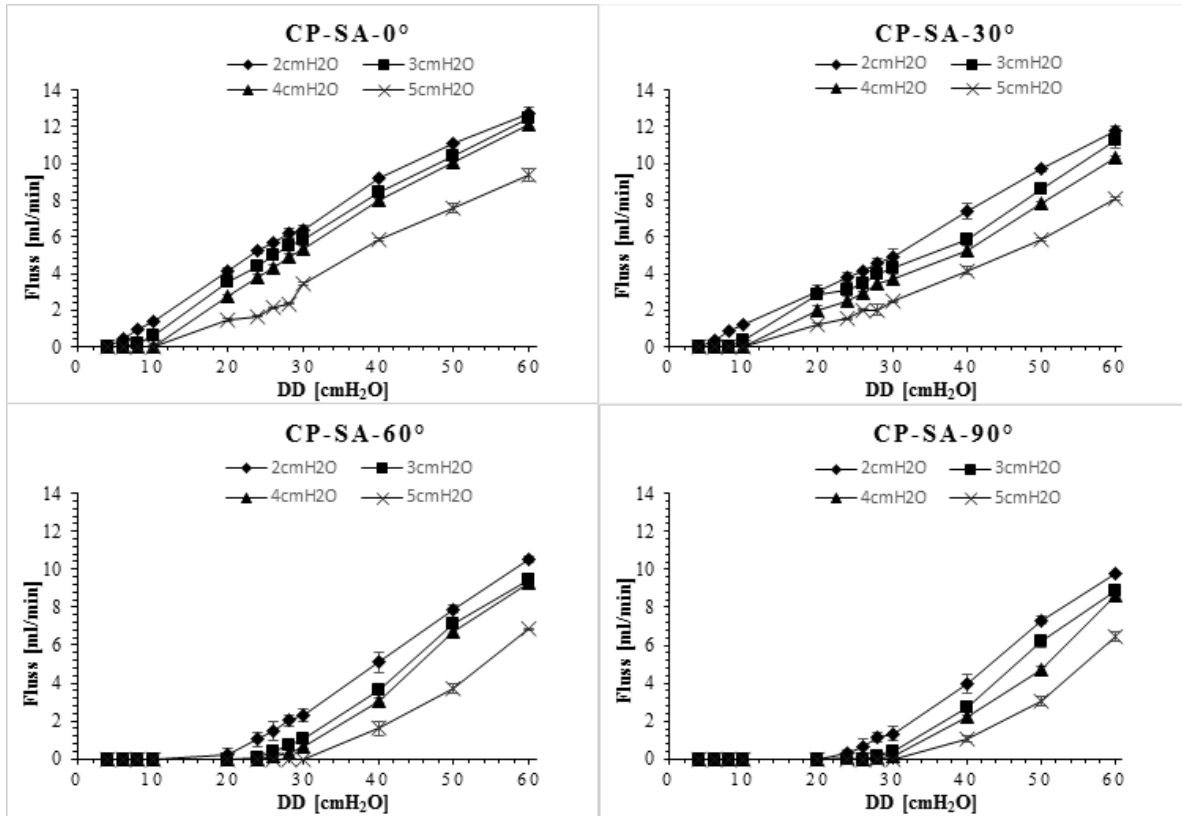 CP-SA-0°
2cmH2O 3cmH2O
4cmH2O 5cmH2O
Fluss [ml/min]
14
12
10
8
6
4
2
0
0 10 20 30 40 50 60
DD [cmH₂O]
CP-SA-30°
2cmH2O 3cmH2O
4cmH2O 5cmH2O
Fluss [ml/min]
14
12
10
8
6
4
2
0
0 10 20 30 40 50 60
DD [cmH₂O]
CP-SA-60°
2cmH2O 3cmH2O
4cmH2O 5cmH2O
Fluss [ml/min]
14
12
10
8
6
4
2
0
0 10 20 30 40 50 60
DD [cmH₂O]
CP-SA-90°
2cmH2O 3cmH2O
4cmH2O 5cmH2O
Fluss [ml/min]
14
12
10
8
6
4
2
0
0 10 20 30 40 50 60
DD [cmH₂O]